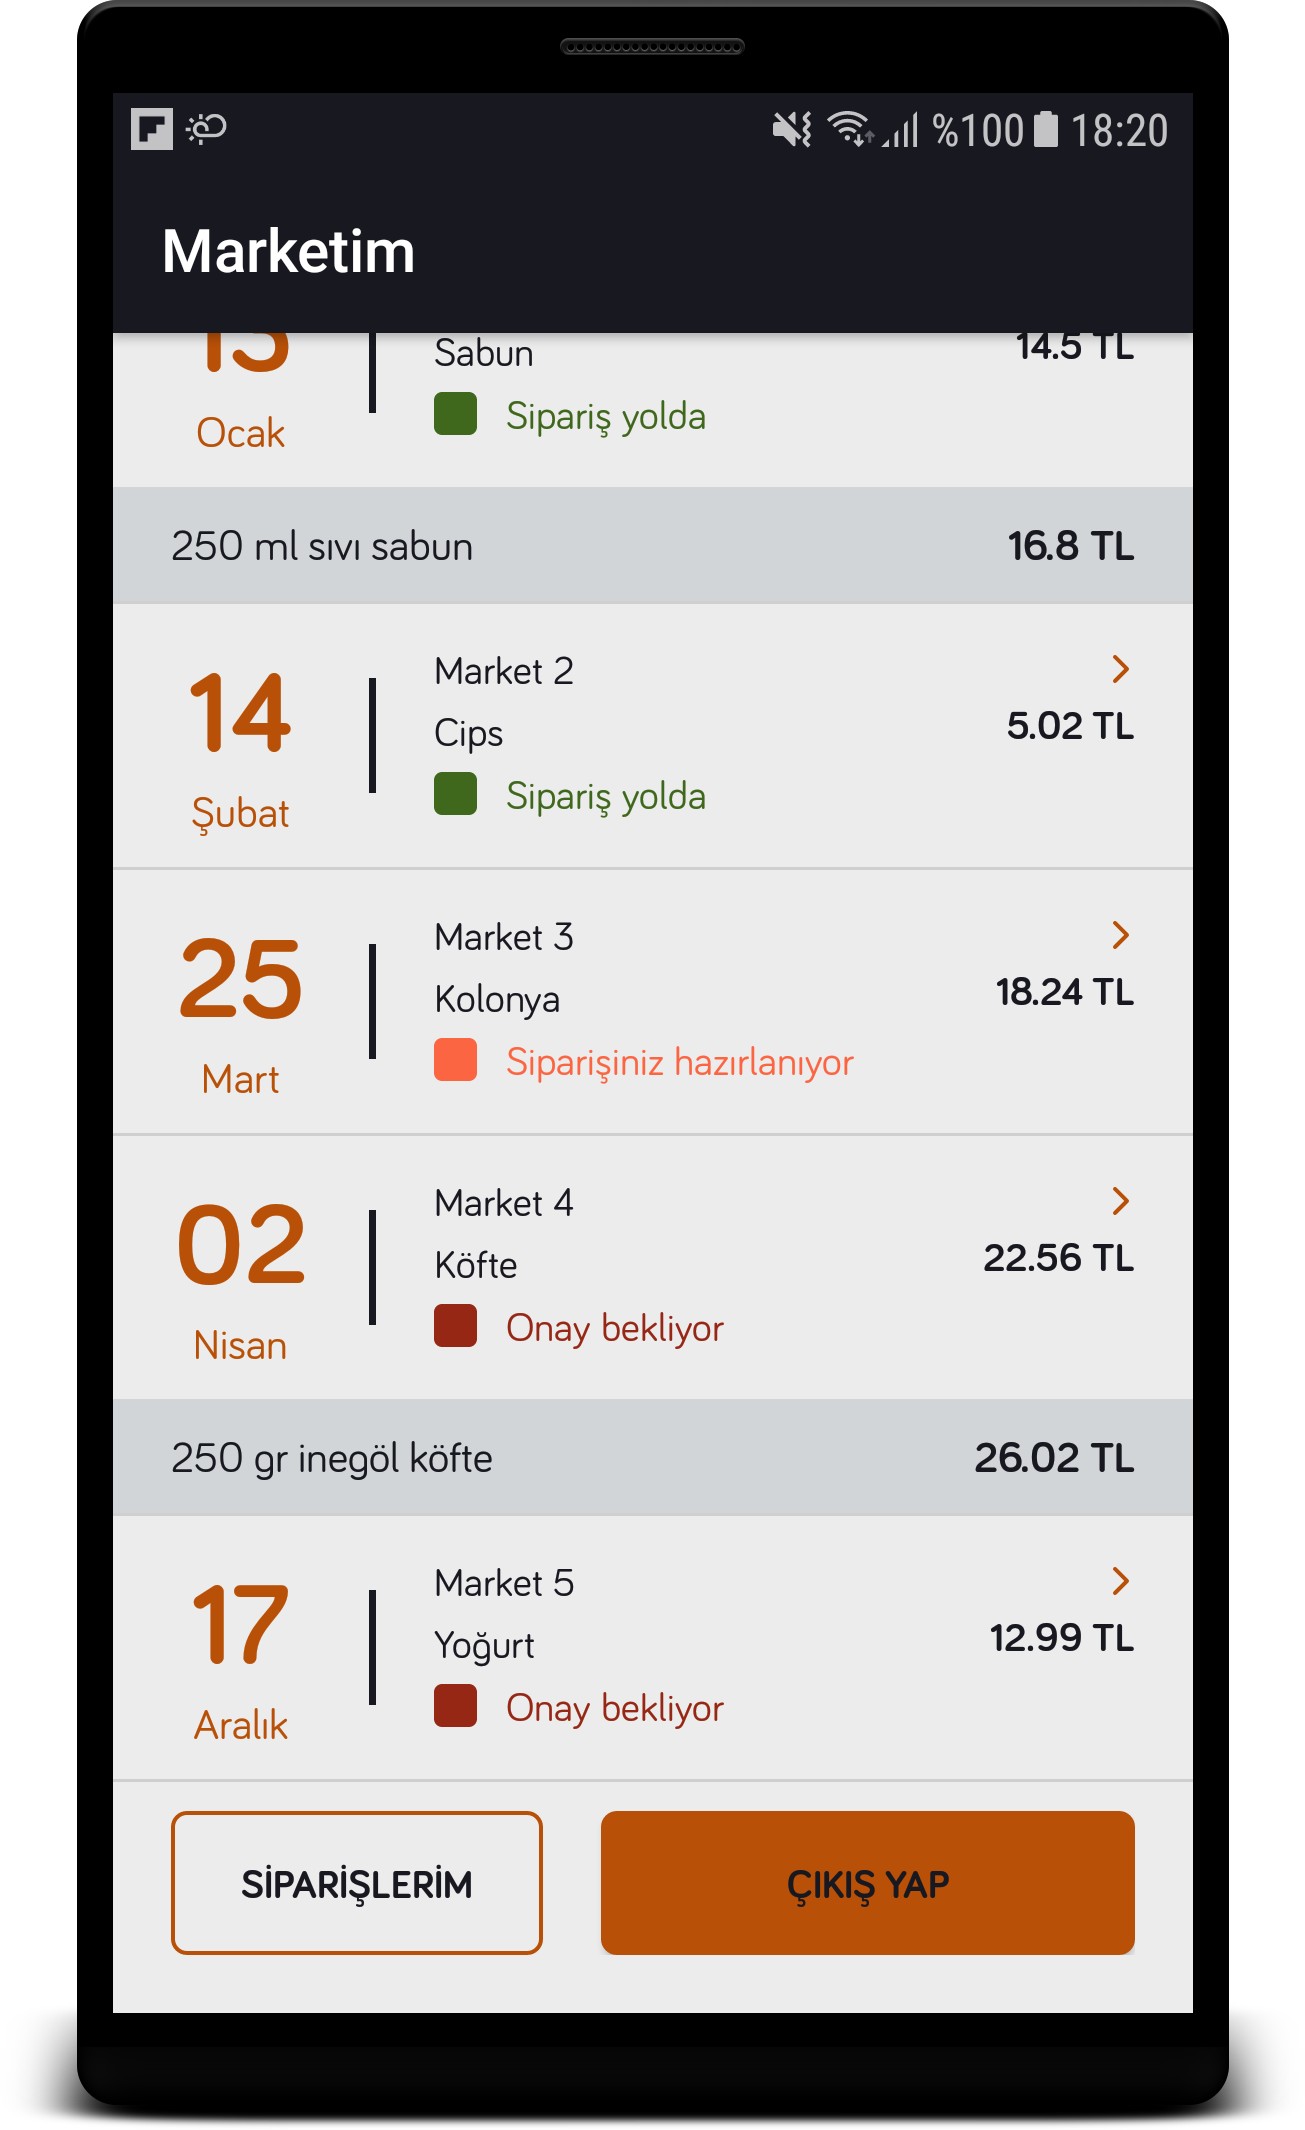 %100 18:20
Marketim
Sabun 14.5 TL
Sipariş yolda
Ocak
250 ml sıvı sabun 16.8 TL
14
Şubat
Market 2
Cips
5.02 TL
Sipariş yolda
25
Mart
Market 3
Kolonya
18.24 TL
Siparişiniz hazırlanıyor
02
Nisan
Market 4
Köfte
22.56 TL
Onay bekliyor
250 gr inegöl köfte 26.02 TL
17
Aralık
Market 5
Yoğurt
12.99 TL
Onay bekliyor
SİPARİŞLERİM
ÇIKIŞ YAP